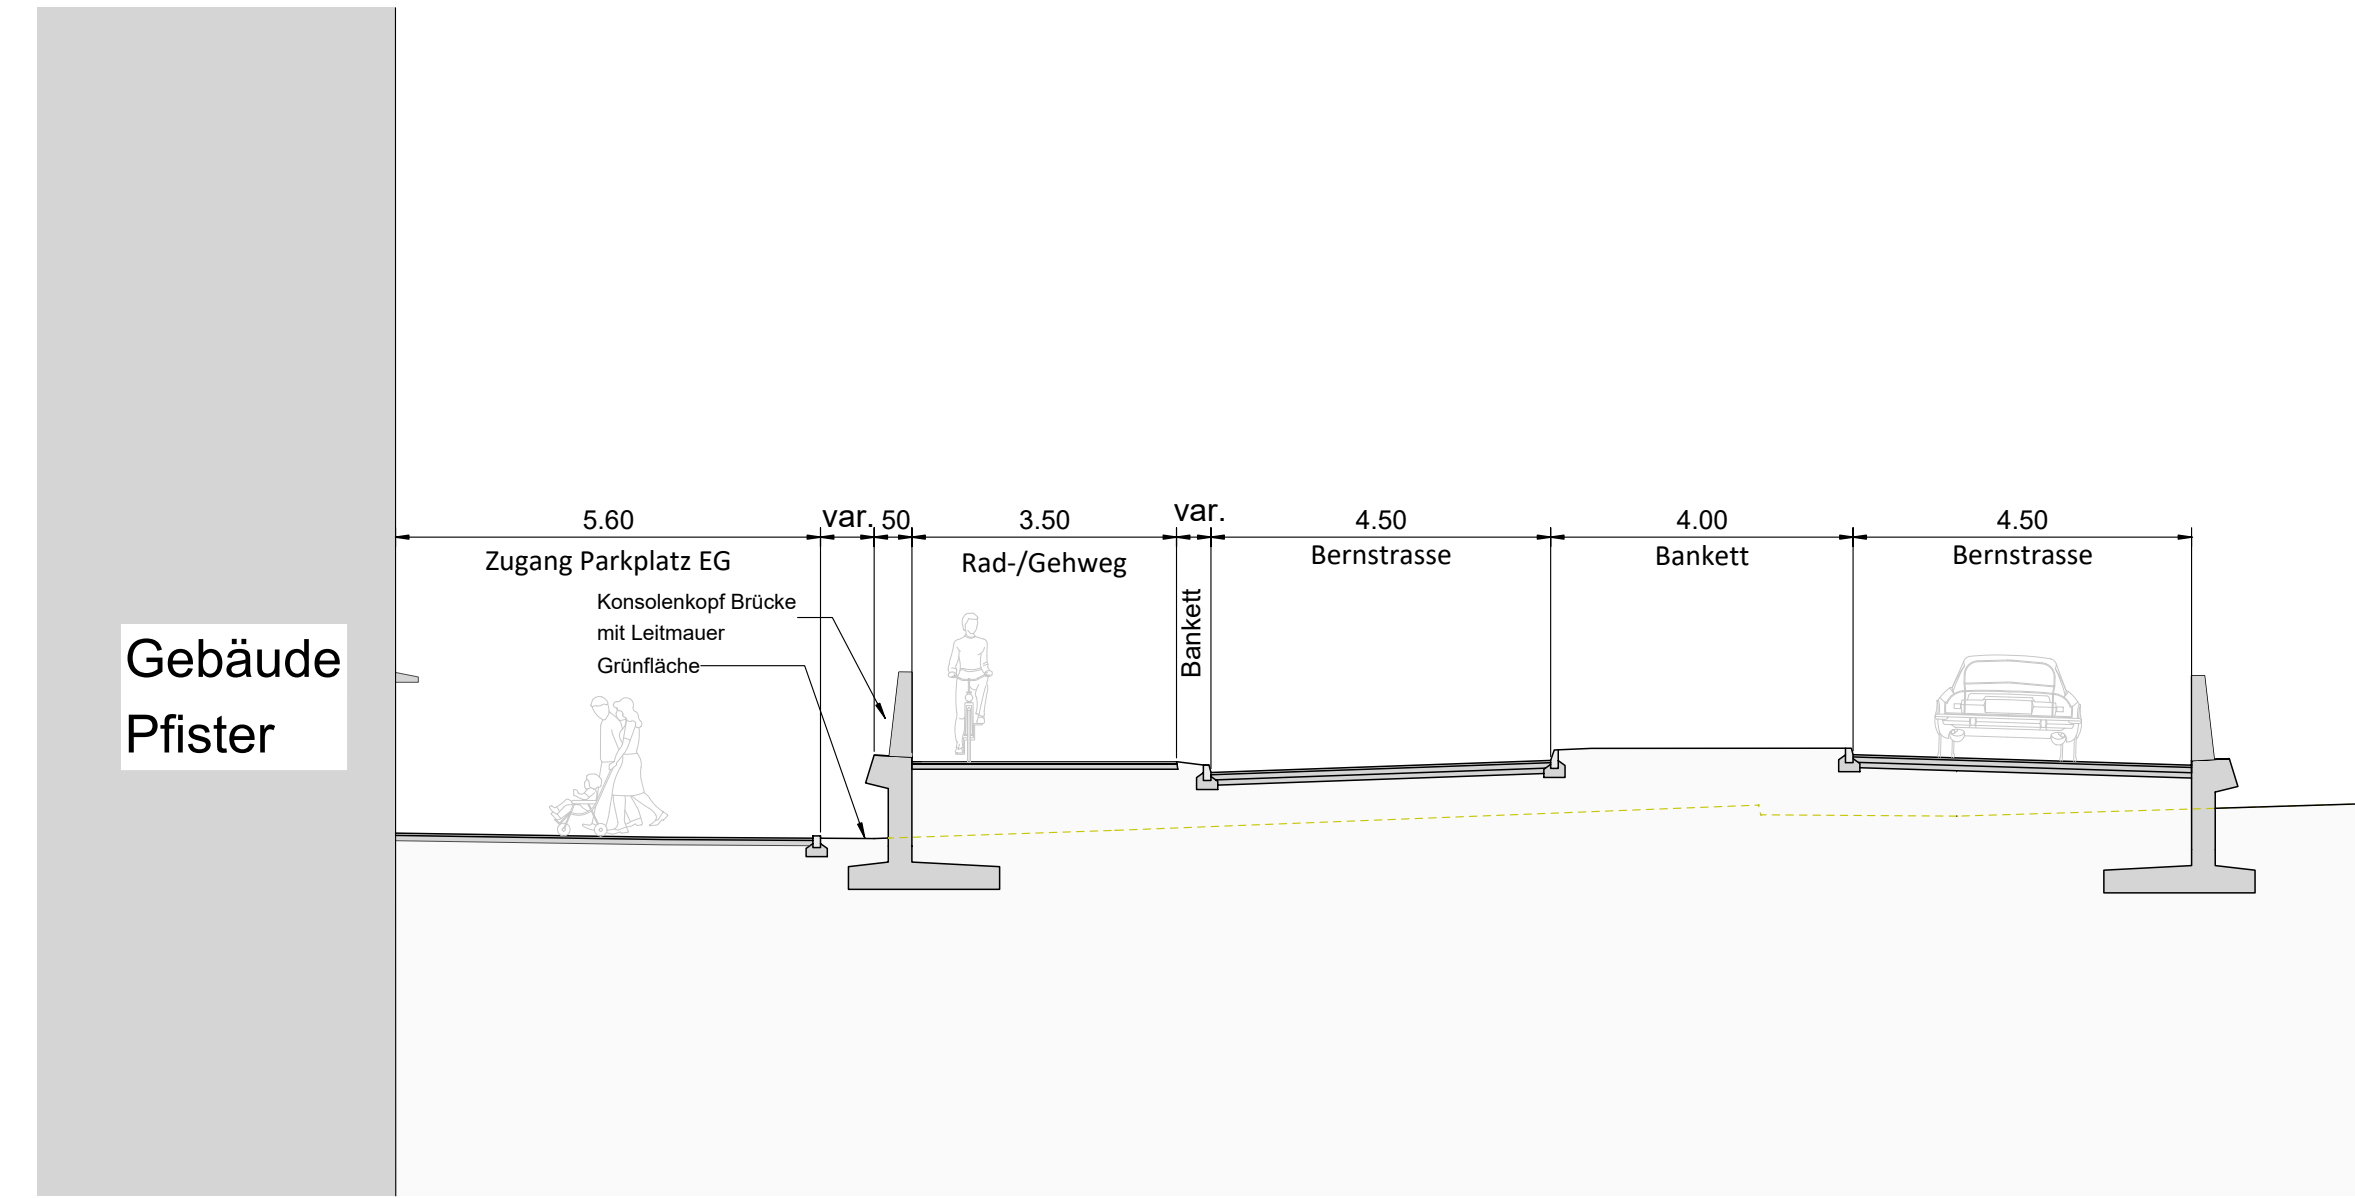 5.60
var.
50
3.50
var.
4.50
4.00
4.50
Zugang Parkplatz EG
Rad-/Gehweg
Bankett
Bernstrasse
Bankett
Bernstrasse
Konsolenkopf Brücke
mit Leitmauer
Grünfläche
Gebäude
Pfister